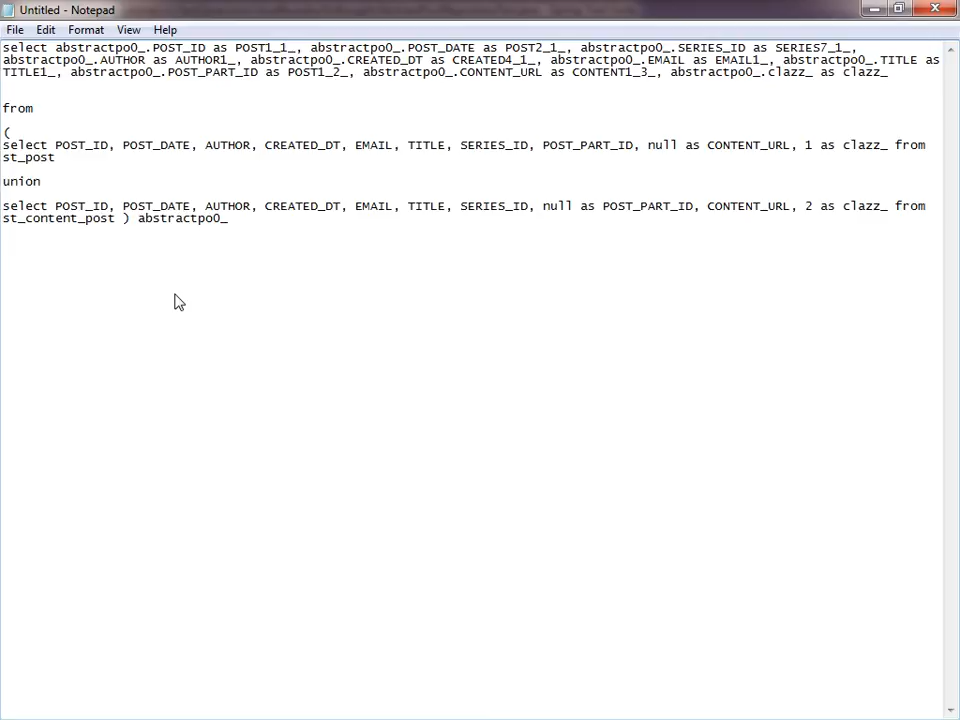 Untitled - Notepad
File Edit Format View Help
select abstractpo0_.POST_ID as POST1_1_, abstractpo0_.POST_DATE as POST2_1_, abstractpo0_.SERIES_ID as SERIES7_1_,
abstractpo0_.AUTHOR as AUTHOR1_, abstractpo0_.CREATED_DT as CREATED4_1_, abstractpo0_.EMAIL as EMAIL1_, abstractpo0_.TITLE as
TITLE1_, abstractpo0_.POST_PART_ID as POST1_2_, abstractpo0_.CONTENT_URL as CONTENT1_3_, abstractpo0_.clazz_ as clazz_
from
(
select POST_ID, POST_DATE, AUTHOR, CREATED_DT, EMAIL, TITLE, SERIES_ID, POST_PART_ID, null as CONTENT_URL, 1 as clazz_ from
st_post
union
select POST_ID, POST_DATE, AUTHOR, CREATED_DT, EMAIL, TITLE, SERIES_ID, null as POST_PART_ID, CONTENT_URL, 2 as clazz_ from
st_content_post ) abstractpo0_